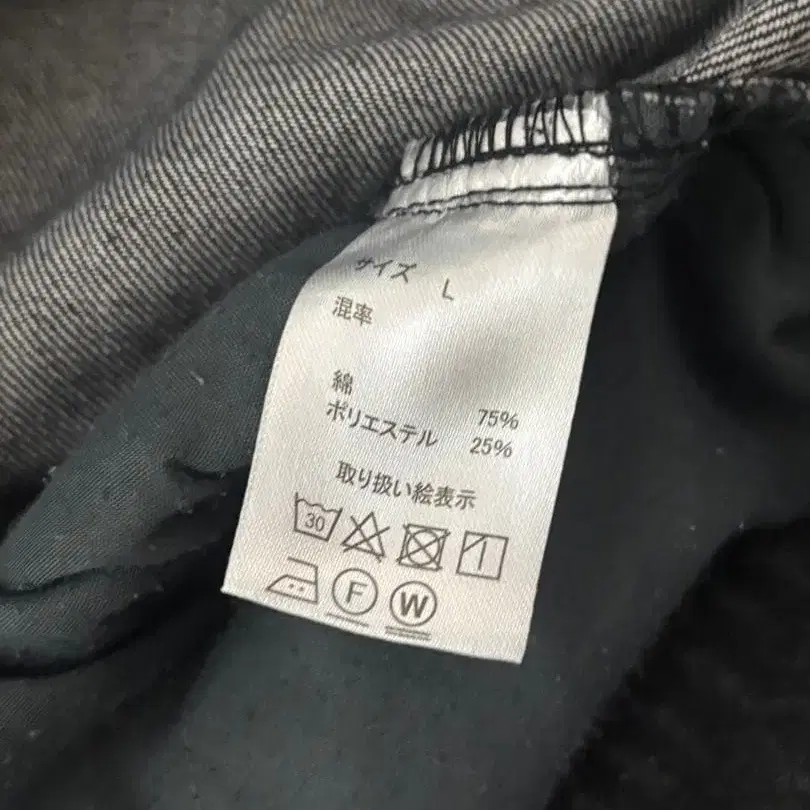 サイズ L
混率
綿 75%
ポリエステル 25%
取り扱い絵表示
30
F W